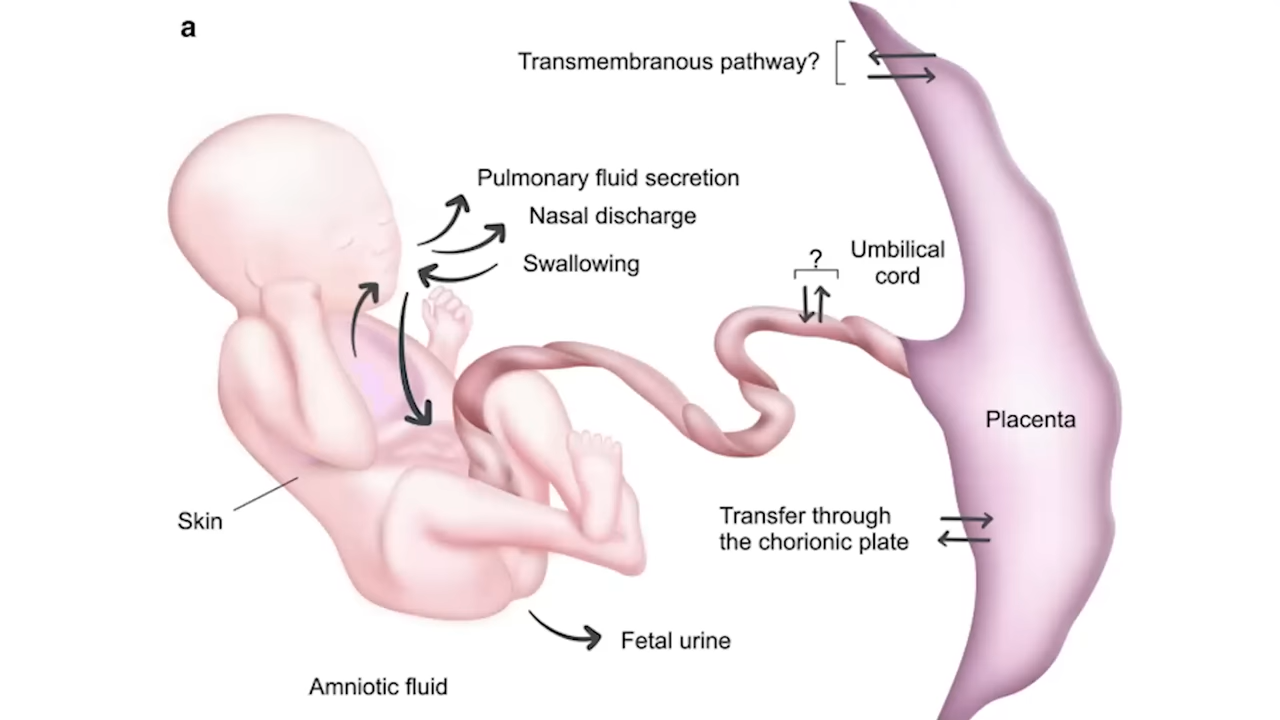 a
Transmembranous pathway?
Pulmonary fluid secretion
Nasal discharge
Swallowing
?
Umbilical
cord
Placenta
Skin
Transfer through
the chorionic plate
Fetal urine
Amniotic fluid